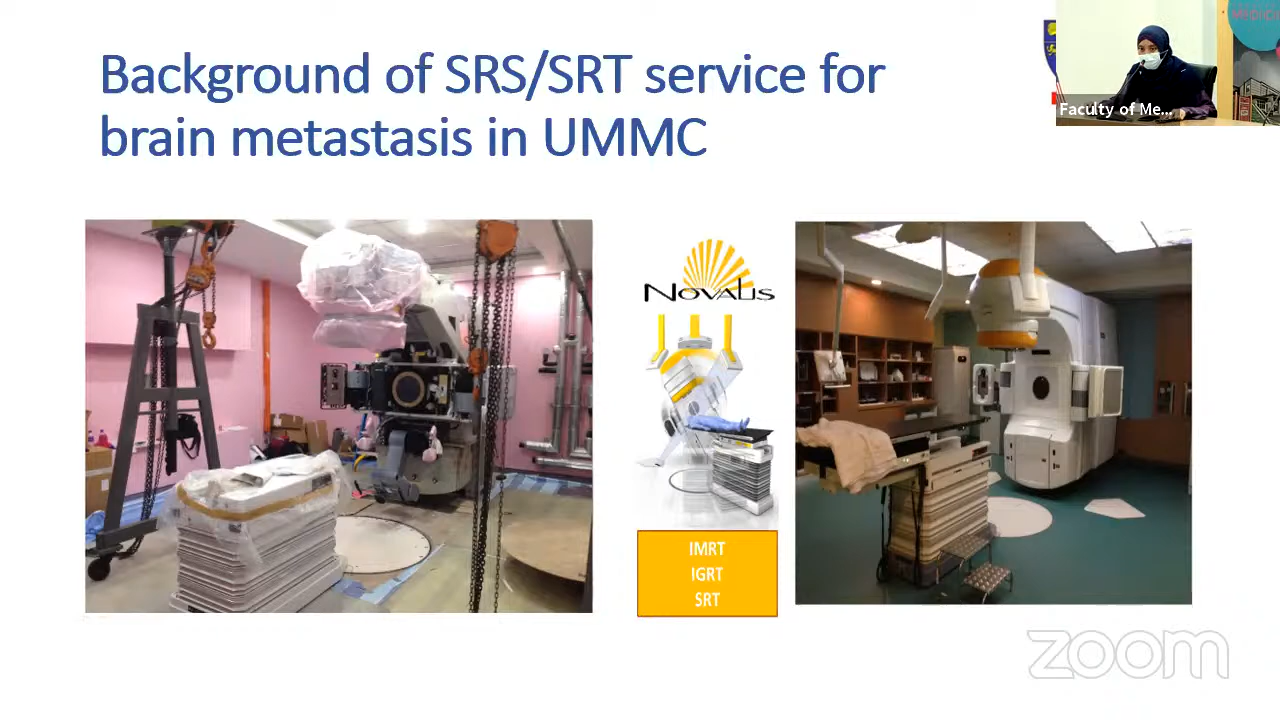 Background of SRS/SRT service for
brain metastasis in UMMC
Faculty of Me...
NOVALIS
IMRT
IGRT
SRT
zoom